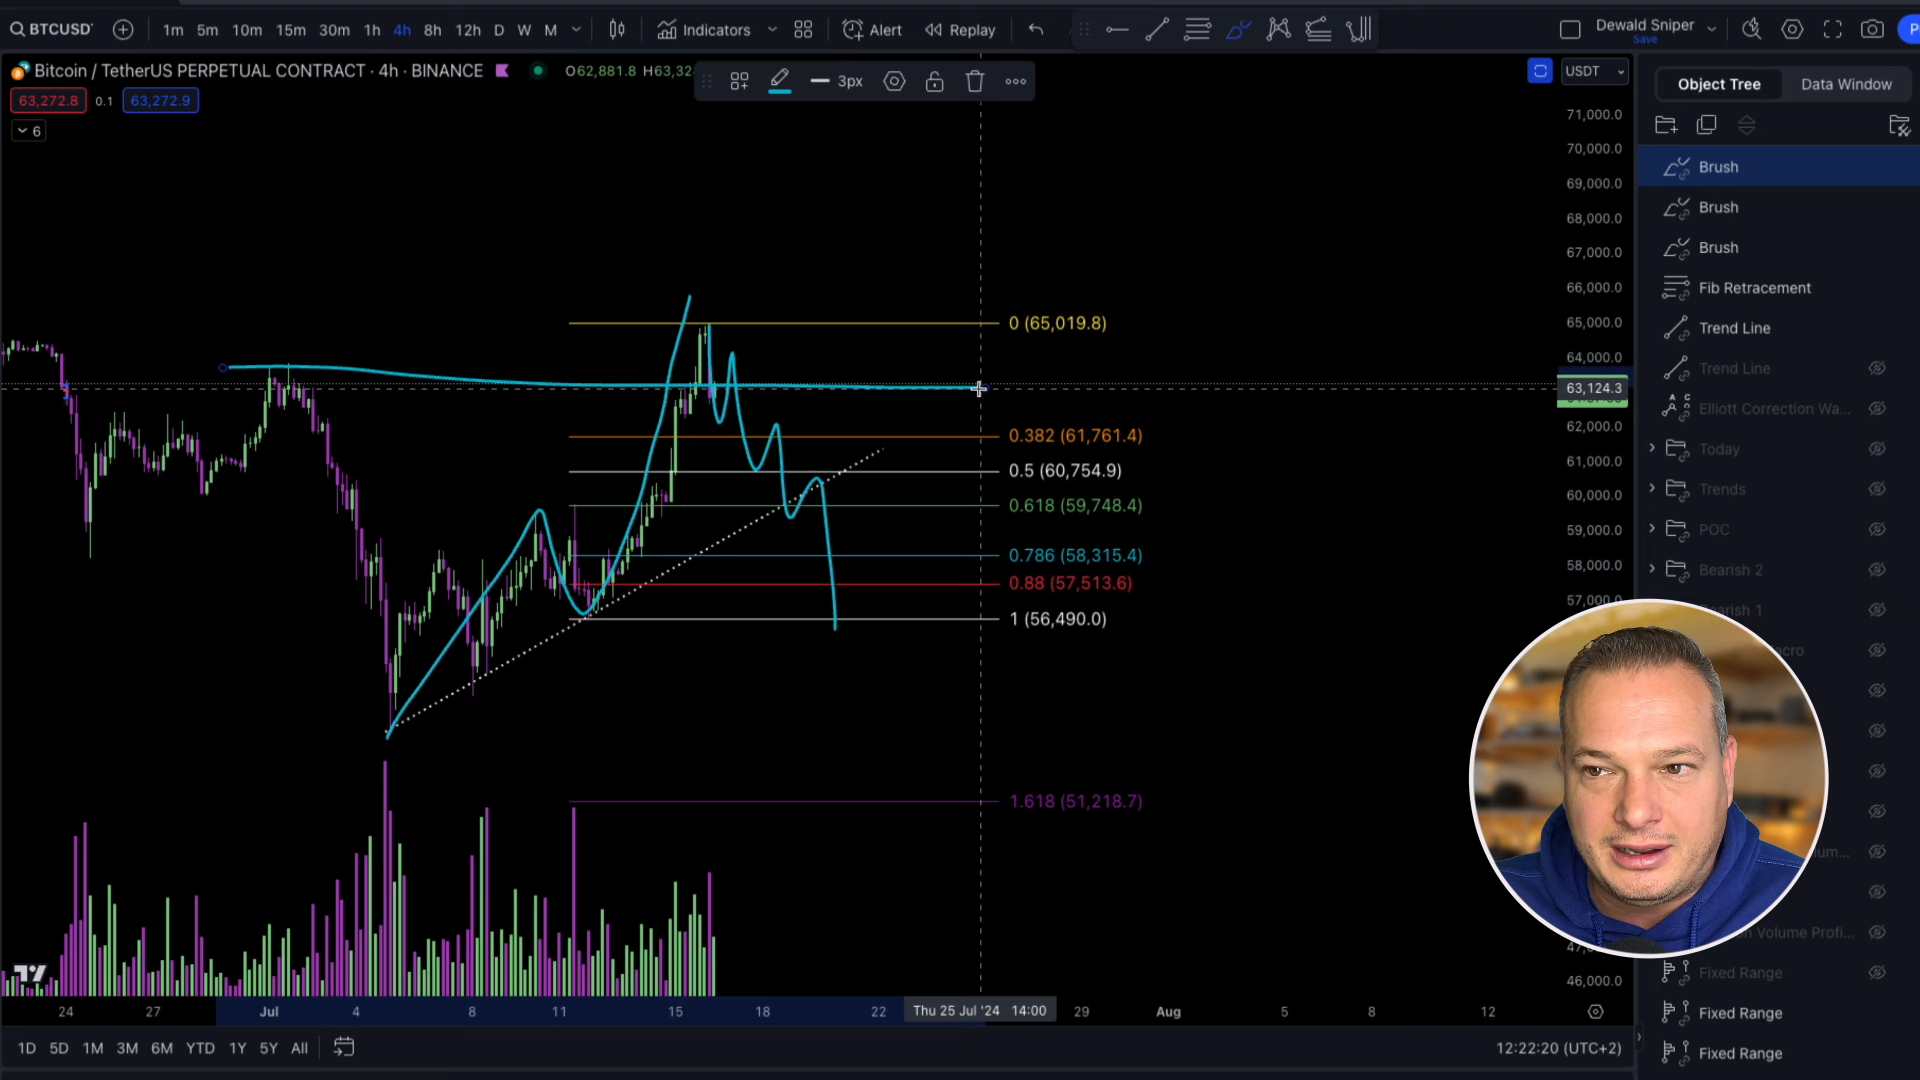 BTCUSD
1m 5m 10m 15m 30m 1h 4h 8h 12h D W M
Indicators
Alert
Replay
Dewald Sniper
Save
Bitcoin / TetherUS PERPETUAL CONTRACT · 4h · BINANCE
O62,881.8 H63,32
3px
USDT
63,272.8 0.1 63,272.9
6
Object Tree
Data Window
Brush
Brush
Brush
Fib Retracement
Trend Line
Trend Line
Elliott Correction Wa...
Today
Trends
POC
Bearish 2
Fixed Range
Fixed Range
Fixed Range
71,000.0
70,000.0
69,000.0
68,000.0
67,000.0
66,000.0
65,000.0
64,000.0
63,124.3
62,000.0
61,000.0
60,000.0
59,000.0
58,000.0
57,000.0
46,000.0
0 (65,019.8)
0.382 (61,761.4)
0.5 (60,754.9)
0.618 (59,748.4)
0.786 (58,315.4)
0.88 (57,513.6)
1 (56,490.0)
1.618 (51,218.7)
24 27 Jul 4 8 11 15 18 22 Thu 25 Jul '24 14:00 29 Aug 5 8 12
1D 5D 1M 3M 6M YTD 1Y 5Y All
12:22:20 (UTC+2)